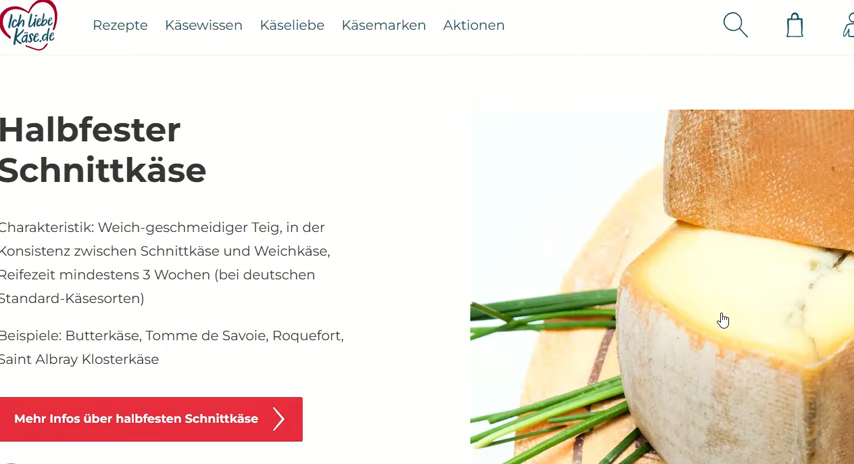 Ich liebe
Käse.de
Rezepte Käsewissen Käseliebe Käsemarken Aktionen
Halbfester
Schnittkäse
Charakteristik: Weich-geschmeidiger Teig, in der
Konsistenz zwischen Schnittkäse und Weichkäse,
Reifezeit mindestens 3 Wochen (bei deutschen
Standard-Käsesorten)
Beispiele: Butterkäse, Tomme de Savoie, Roquefort,
Saint Albray Klosterkäse
Mehr Infos über halbfesten Schnittkäse